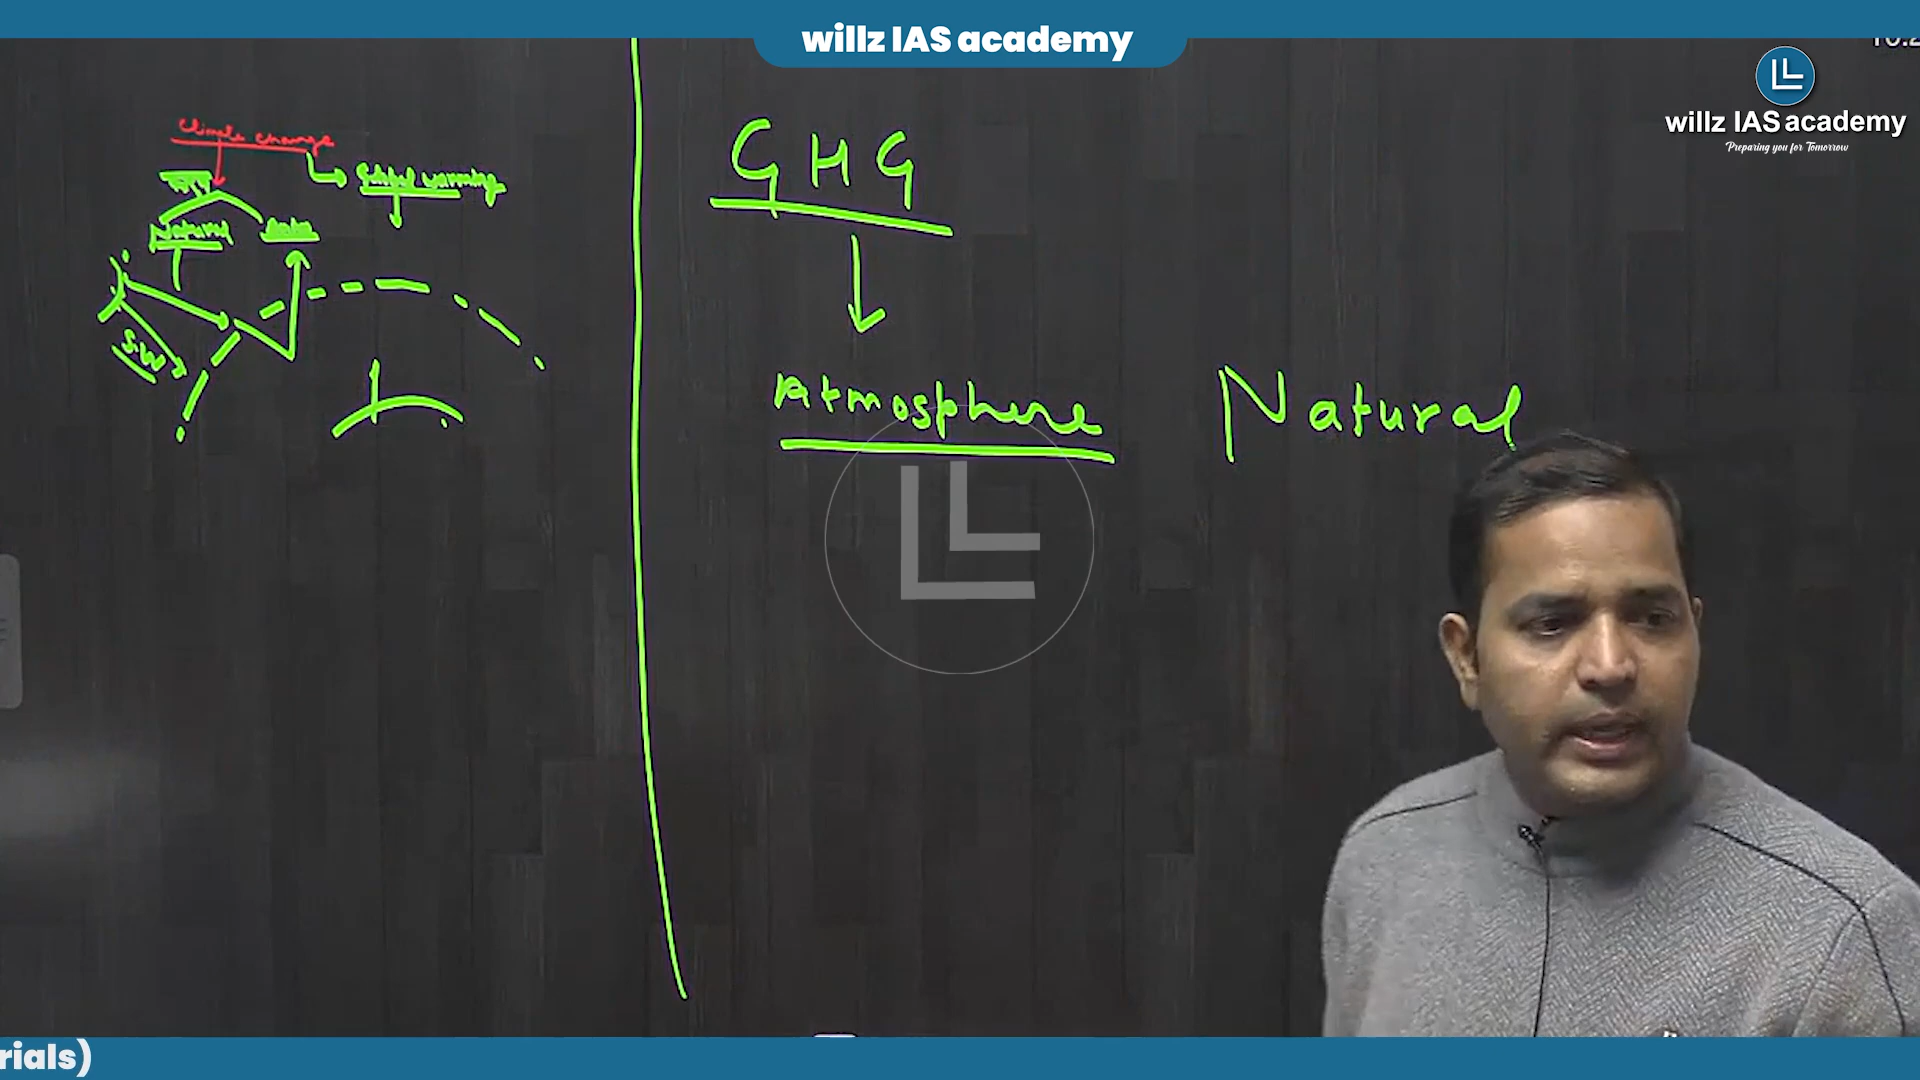 willz IAS academy
willz IAS academy
Preparing you for Tomorrow
Climate change
Global warming
Natural
S.W
GHG
Atmosphere
Natural
rials)